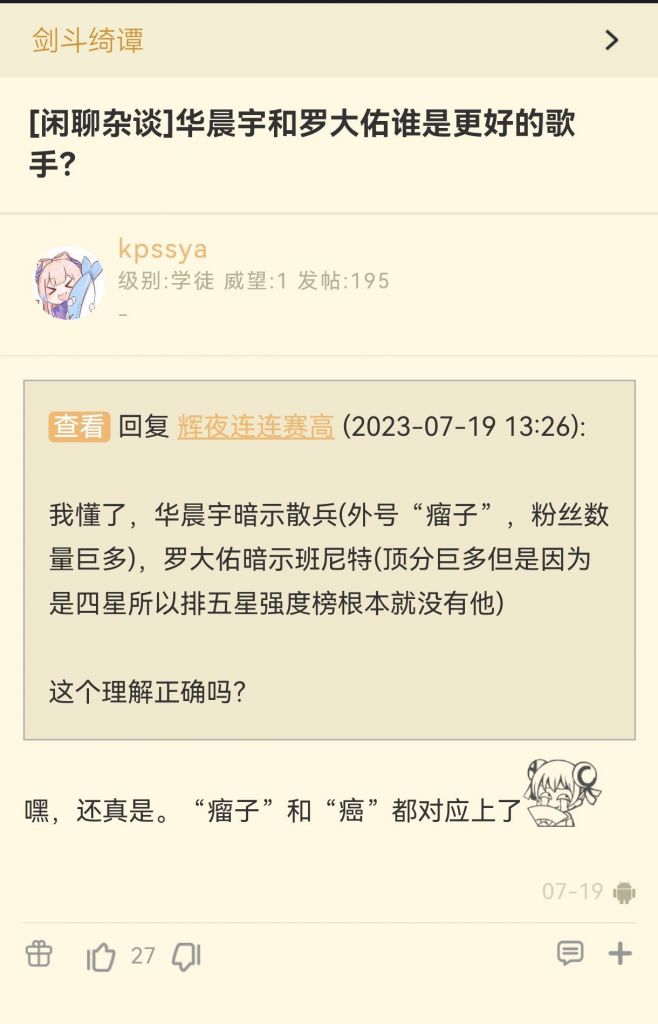 剑斗绮谭
[闲聊杂谈]华晨宇和罗大佑谁是更好的歌
手?
kpssya
级别:学徒 威望:1 发帖:195
-
查看 回复 辉夜连连赛高 (2023-07-19 13:26):
我懂了，华晨宇暗示散兵(外号“瘤子”，粉丝数
量巨多)，罗大佑暗示班尼特(顶分巨多但是因为
是四星所以排五星强度榜根本就没有他)
这个理解正确吗?
嘿，还真是。“瘤子”和“癌”都对应上了
07-19
27